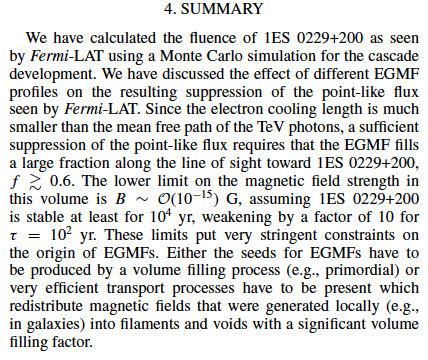 4. SUMMARY
We have calculated the fluence of 1ES 0229+200 as seen
by Fermi-LAT using a Monte Carlo simulation for the cascade
development. We have discussed the effect of different EGMF
profiles on the resulting suppression of the point-like flux
seen by Fermi-LAT. Since the electron cooling length is much
smaller than the mean free path of the TeV photons, a sufficient
suppression of the point-like flux requires that the EGMF fills
a large fraction along the line of sight toward 1ES 0229+200,
f ≳ 0.6. The lower limit on the magnetic field strength in
this volume is B ∼ O(10⁻¹⁵) G, assuming 1ES 0229+200
is stable at least for 10⁴ yr, weakening by a factor of 10 for
τ = 10² yr. These limits put very stringent constraints on
the origin of EGMFs. Either the seeds for EGMFs have to
be produced by a volume filling process (e.g., primordial) or
very efficient transport processes have to be present which
redistribute magnetic fields that were generated locally (e.g.,
in galaxies) into filaments and voids with a significant volume
filling factor.